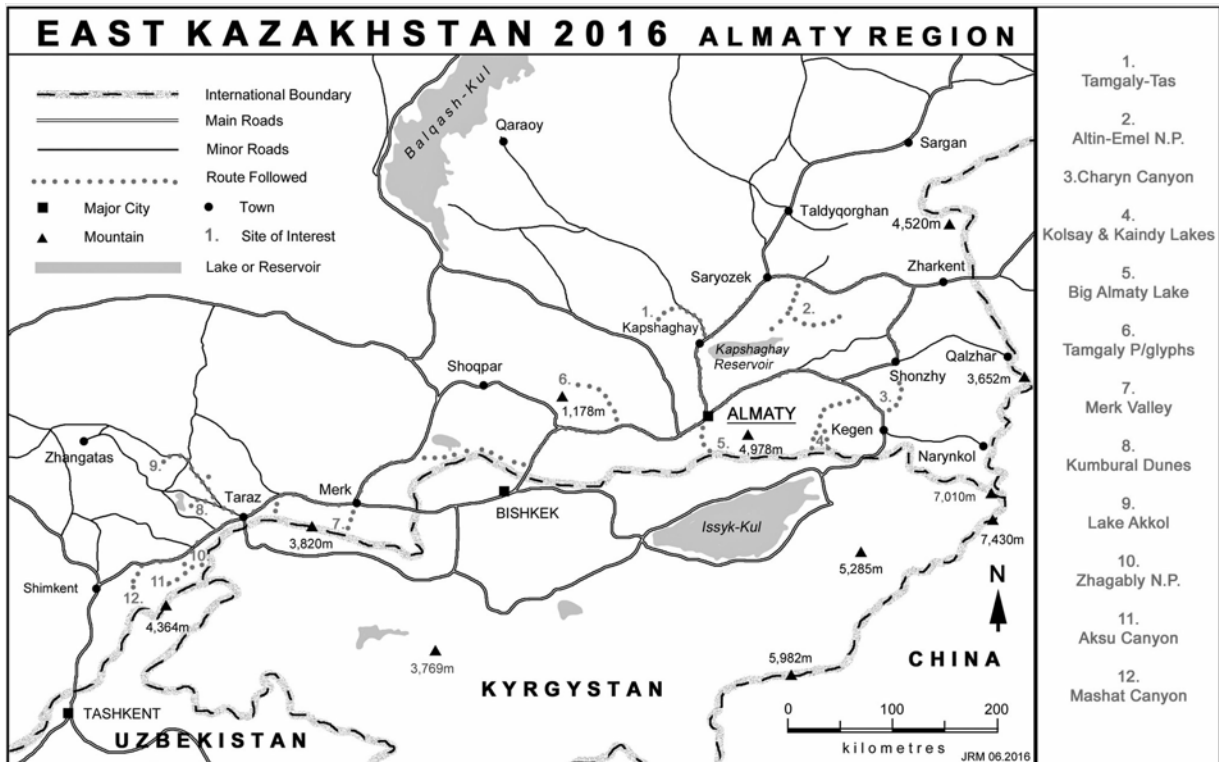 EAST KAZAKHSTAN 2016 ALMATY REGION
International Boundary
Main Roads
Minor Roads
Route Followed
Major City
Town
Mountain
1. Site of Interest
Lake or Reservoir
Balqash-Kul
Qaraoy
Sargan
Taldyqorghan
4,520m
Saryozek
Zharkent
1.
Kapshaghay
2.
Kapshaghay
Reservoir
Shoqpar
6.
1,178m
Qalzhar
Shonzhy
3,652m
3.
ALMATY
Kegen
5.
4,978m
4.
Narynkol
Zhangatas
9.
Taraz
8.
Merk
7.
3,820m
BISHKEK
7,010m
Issyk-Kul
7,430m
5,285m
N
Shimkent
10.
11.
12.
4,364m
3,769m
5,982m
CHINA
KYRGYSTAN
TASHKENT
UZBEKISTAN
0 100 200
kilometres
JRM 06.2016
1.
Tamgaly-Tas
2.
Altin-Emel N.P.
3.Charyn Canyon
4.
Kolsay & Kaindy Lakes
5.
Big Almaty Lake
6.
Tamgaly P/glyphs
7.
Merk Valley
8.
Kumbural Dunes
9.
Lake Akkol
10.
Zhagably N.P.
11.
Aksu Canyon
12.
Mashat Canyon